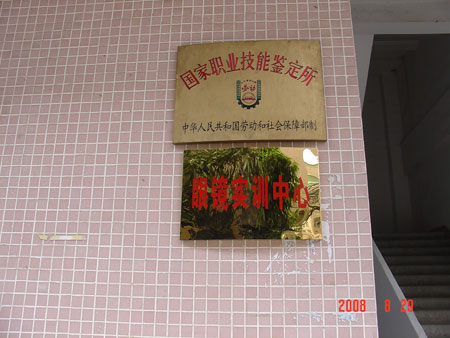 国家职业技能鉴定所
中华人民共和国劳动和社会保障部制
眼镜实训中心
2008 8 29